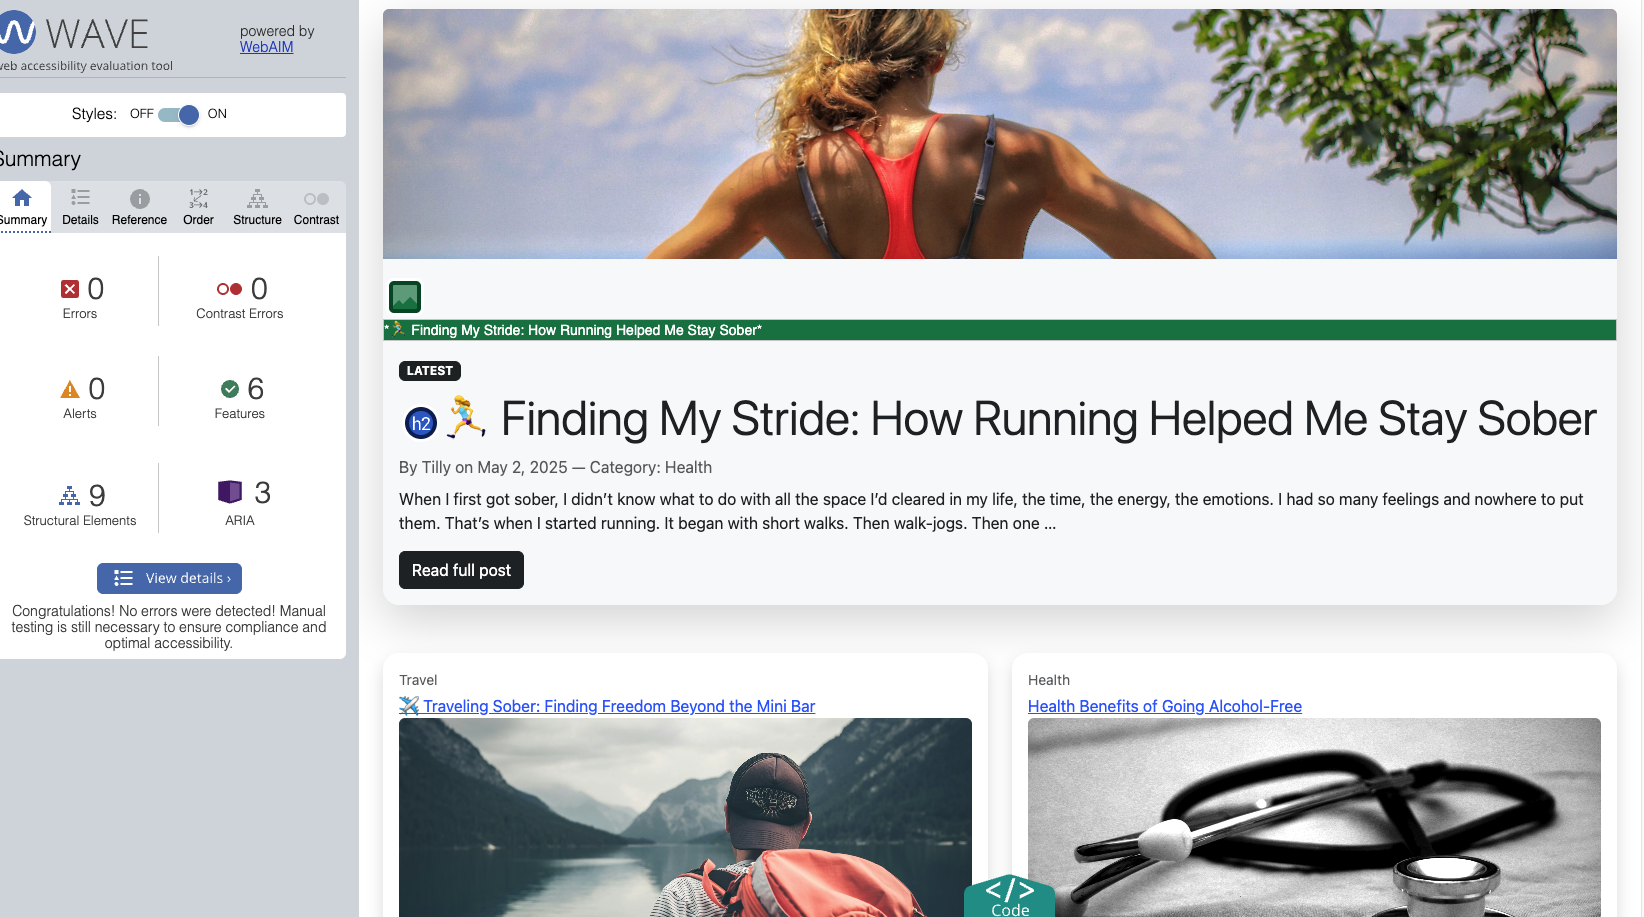 WAVE
powered by
WebAIM
web accessibility evaluation tool
Styles: OFF ON
Summary
Summary Details Reference Order Structure Contrast
0 Errors
0 Contrast Errors
0 Alerts
6 Features
9 Structural Elements
3 ARIA
View details ›
Congratulations! No errors were detected! Manual
testing is still necessary to ensure compliance and
optimal accessibility.
*🏃‍♀️ Finding My Stride: How Running Helped Me Stay Sober*
LATEST
h2 🏃‍♀️ Finding My Stride: How Running Helped Me Stay Sober
By Tilly on May 2, 2025 — Category: Health
When I first got sober, I didn’t know what to do with all the space I’d cleared in my life, the time, the energy, the emotions. I had so many feelings and nowhere to put
them. That’s when I started running. It began with short walks. Then walk-jogs. Then one ...
Read full post
Travel
✈️ Traveling Sober: Finding Freedom Beyond the Mini Bar
Health
Health Benefits of Going Alcohol-Free
</>
Code